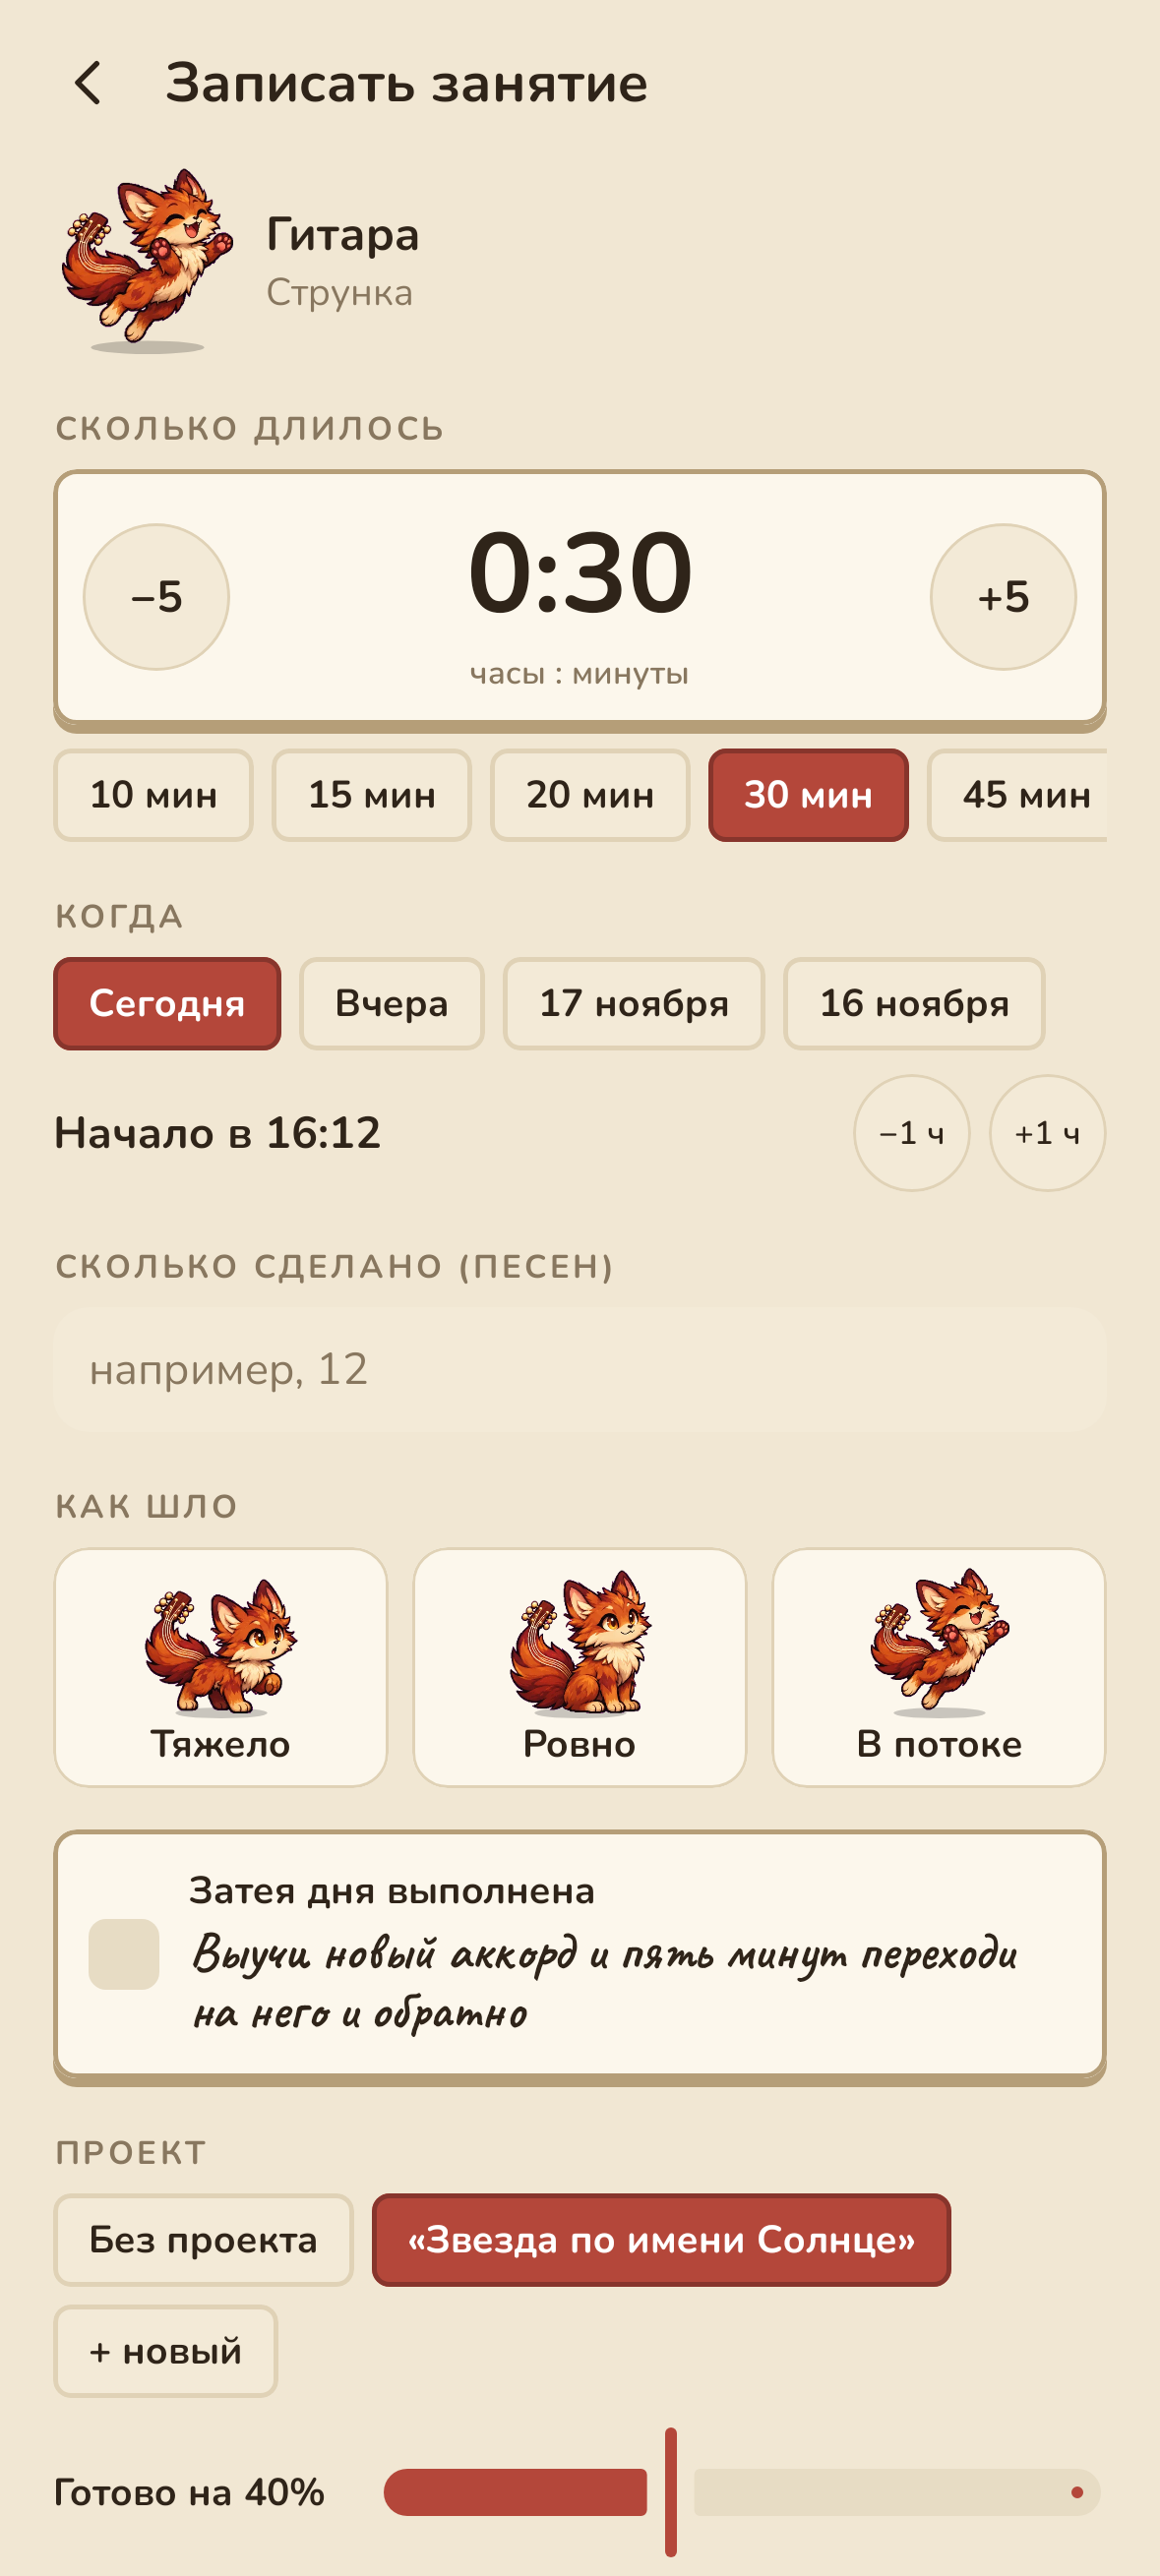 Записать занятие
Гитара
Струнка
СКОЛЬКО ДЛИЛОСЬ
−5
0:30
+5
часы : минуты
10 мин
15 мин
20 мин
30 мин
45 мин
КОГДА
Сегодня
Вчера
17 ноября
16 ноября
Начало в 16:12
−1 ч
+1 ч
СКОЛЬКО СДЕЛАНО (ПЕСЕН)
например, 12
КАК ШЛО
Тяжело
Ровно
В потоке
Затея дня выполнена
Выучи новый аккорд и пять минут переходи
на него и обратно
ПРОЕКТ
Без проекта
«Звезда по имени Солнце»
+ новый
Готово на 40%